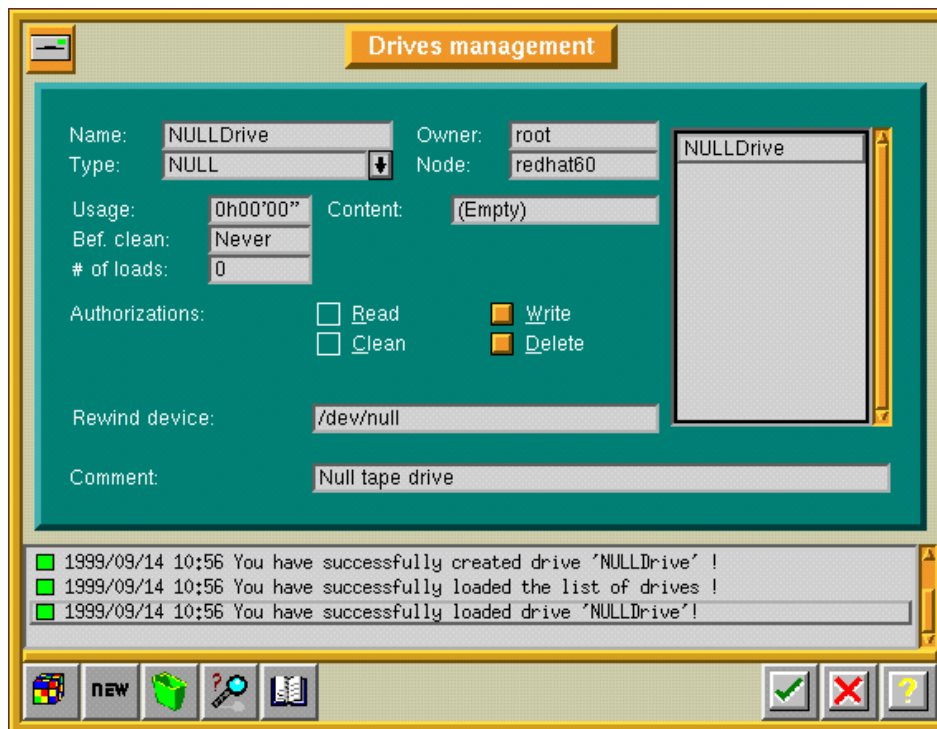 Drives management
Name: NULLDrive Owner: root
Type: NULL Node: redhat60
NULLDrive
Usage: 0h00'00" Content: (Empty)
Bef. clean: Never
# of loads: 0
Authorizations: Read Write
Clean Delete
Rewind device: /dev/null
Comment: Null tape drive
1999/09/14 10:56 You have successfully created drive 'NULLDrive' !
1999/09/14 10:56 You have successfully loaded the list of drives !
1999/09/14 10:56 You have successfully loaded drive 'NULLDrive'!
NEW ? ?